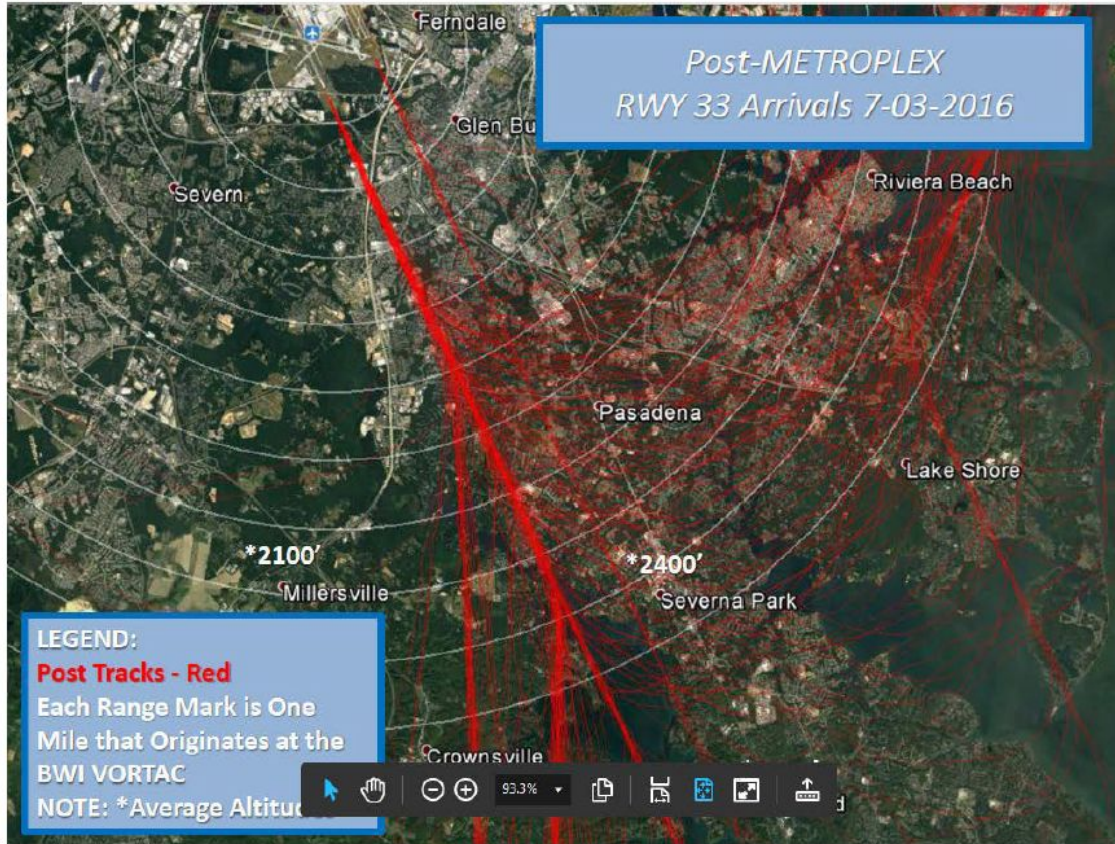 Ferndale
Post-METROPLEX
RWY 33 Arrivals 7-03-2016
Glen Bu
Severn
Riviera Beach
Pasadena
Lake Shore
*2100’
*2400’
Millersville
Severna Park
LEGEND:
Post Tracks - Red
Each Range Mark is One
Mile that Originates at the
BWI VORTAC
NOTE: *Average Altitud
Crownsville
93.3%